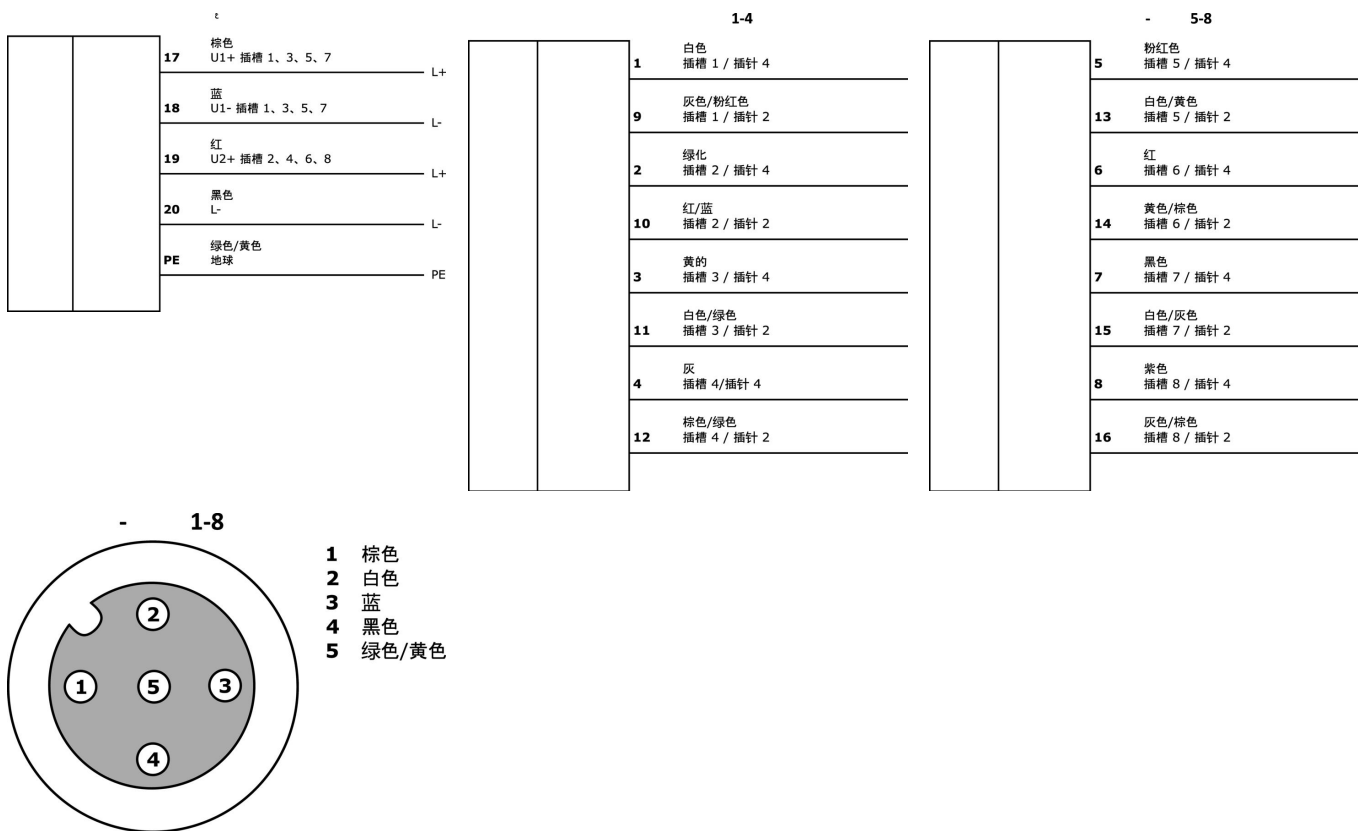 ع
17 棕色
U1+ 插槽 1、3、5、7
L+
18 蓝
U1- 插槽 1、3、5、7
L-
19 红
U2+ 插槽 2、4、6、8
L+
20 黑色
L-
L-
PE 绿色/黄色
地球
PE
1-4
1 白色
插槽 1 / 插针 4
9 灰色/粉红色
插槽 1 / 插针 2
2 绿化
插槽 2 / 插针 4
10 红/蓝
插槽 2 / 插针 2
3 黄的
插槽 3 / 插针 4
11 白色/绿色
插槽 3 / 插针 2
4 灰
插槽 4/插针 4
12 棕色/绿色
插槽 4 / 插针 2
- 5-8
5 粉红色
插槽 5 / 插针 4
13 白色/黄色
插槽 5 / 插针 2
6 红
插槽 6 / 插针 4
14 黄色/棕色
插槽 6 / 插针 2
7 黑色
插槽 7 / 插针 4
15 白色/灰色
插槽 7 / 插针 2
8 紫色
插槽 8 / 插针 4
16 灰色/棕色
插槽 8 / 插针 2
- 1-8
2
1 5 3
4
1 棕色
2 白色
3 蓝
4 黑色
5 绿色/黄色